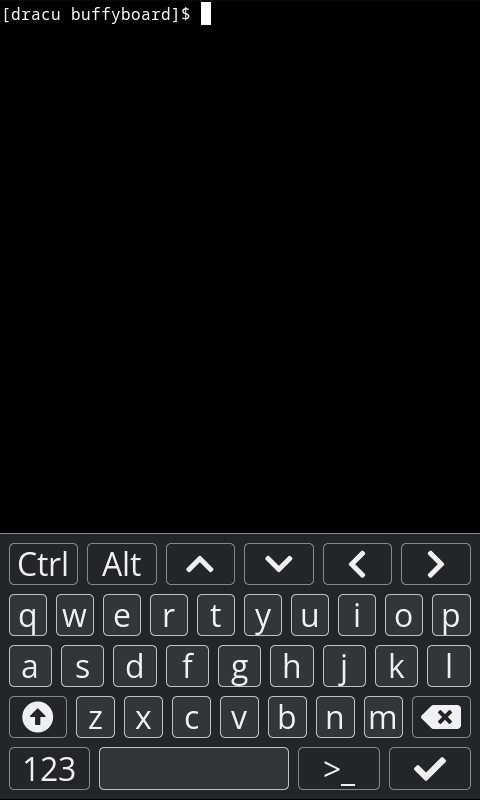 [dracu buffyboard]$
Ctrl Alt
q w e r t y u i o p
a s d f g h j k l
z x c v b n m
123 >_